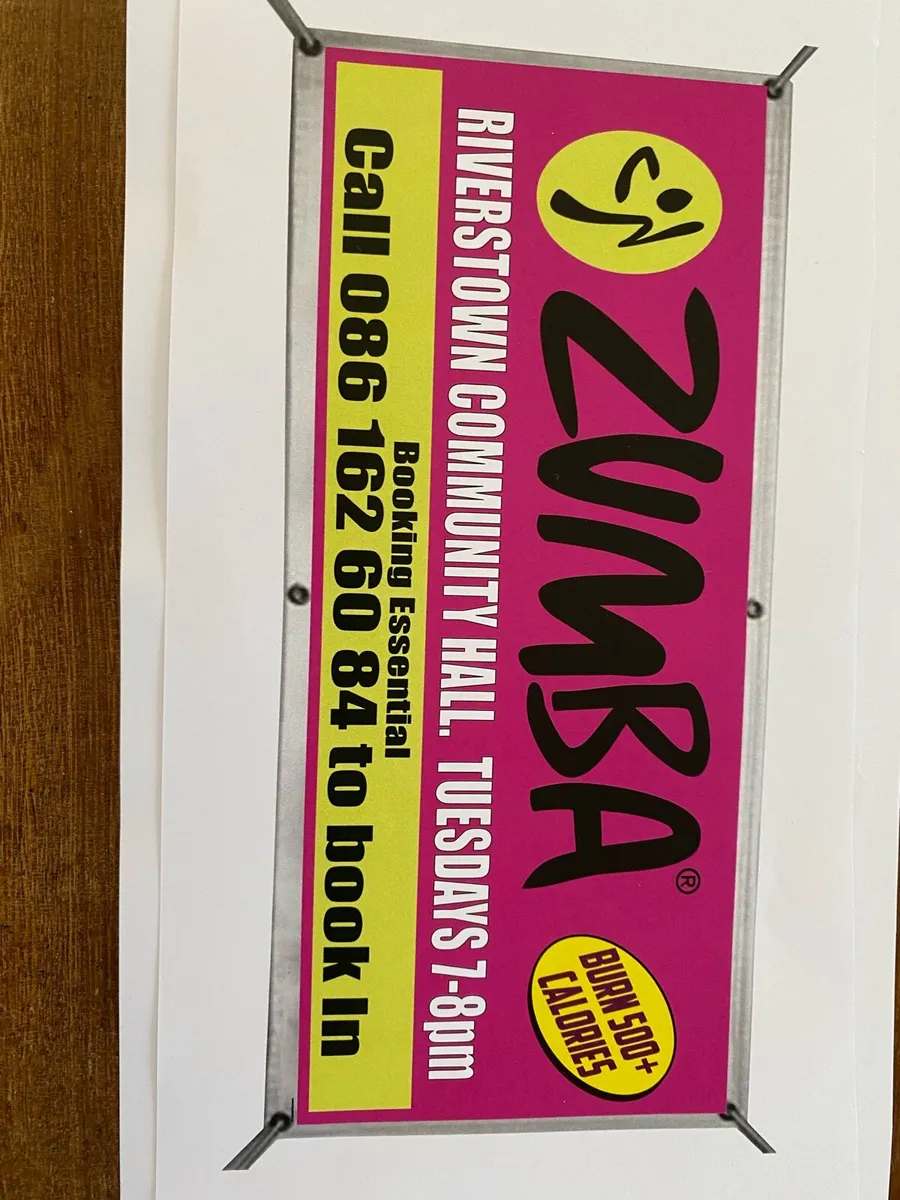 ZUMBA®
BURN 500+
CALORIES
RIVERSTOWN COMMUNITY HALL. TUESDAYS 7-8pm
Booking Essential
Call 086 162 60 84 to book In